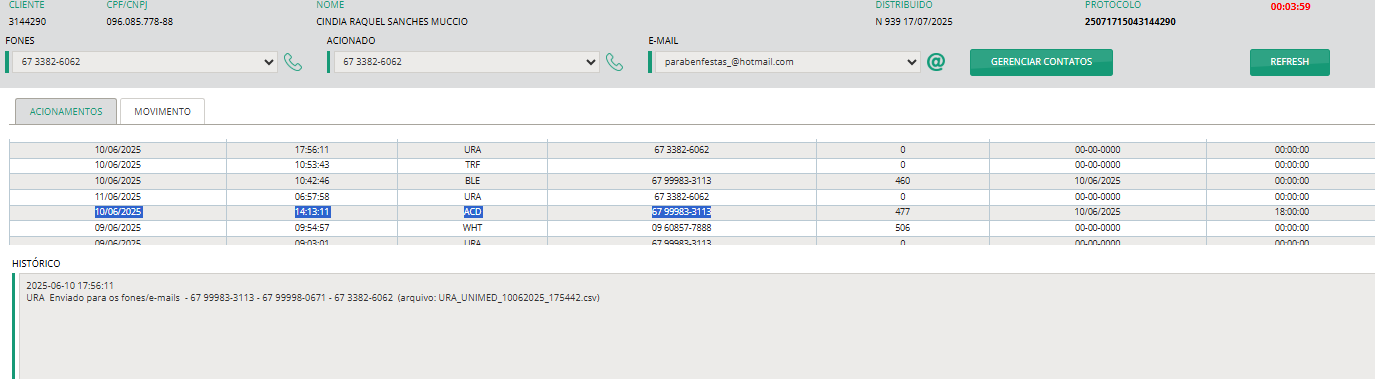 CLIENTE CPF/CNPJ NOME DISTRIBUIDO PROTOCOLO 00:03:59
3144290 096.085.778-88 CINDIA RAQUEL SANCHES MUCCIO N 939 17/07/2025 25071715043144290
FONES ACIONADO E-MAIL
67 3382-6062 67 3382-6062 parabenfestas_@hotmail.com @ GERENCIAR CONTATOS REFRESH
ACIONAMENTOS MOVIMENTO
10/06/2025 17:56:11 URA 67 3382-6062 0 00-00-0000 00:00:00
10/06/2025 10:53:43 TRF 0 00-00-0000 00:00:00
10/06/2025 10:42:46 BLE 67 99983-3113 460 10/06/2025 00:00:00
11/06/2025 06:57:58 URA 67 3382-6062 0 00-00-0000 00:00:00
10/06/2025 14:13:11 ACD 67 99983-3113 477 10/06/2025 18:00:00
09/06/2025 09:54:57 WHT 09 60857-7888 506 00-00-0000 00:00:00
09/06/2025 09:03:01 URA 67 99983-3113 0 00-00-0000 00:00:00
HISTÓRICO
2025-06-10 17:56:11
URA Enviado para os fones/e-mails - 67 99983-3113 - 67 99998-0671 - 67 3382-6062 (arquivo: URA_UNIMED_10062025_175442.csv)